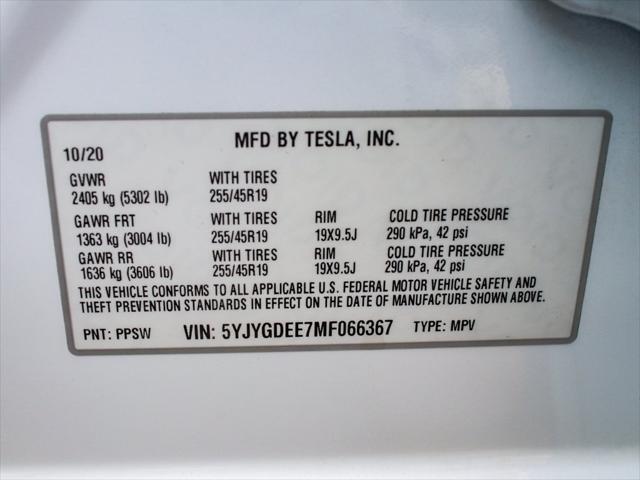 MFD BY TESLA, INC.
10/20
GVWR WITH TIRES
2405 kg (5302 lb) 255/45R19
GAWR FRT WITH TIRES RIM COLD TIRE PRESSURE
1363 kg (3004 lb) 255/45R19 19X9.5J 290 kPa, 42 psi
GAWR RR WITH TIRES RIM COLD TIRE PRESSURE
1636 kg (3606 lb) 255/45R19 19X9.5J 290 kPa, 42 psi
THIS VEHICLE CONFORMS TO ALL APPLICABLE U.S. FEDERAL MOTOR VEHICLE SAFETY AND
THEFT PREVENTION STANDARDS IN EFFECT ON THE DATE OF MANUFACTURE SHOWN ABOVE.
PNT: PPSW VIN: 5YJYGDEE7MF066367 TYPE: MPV